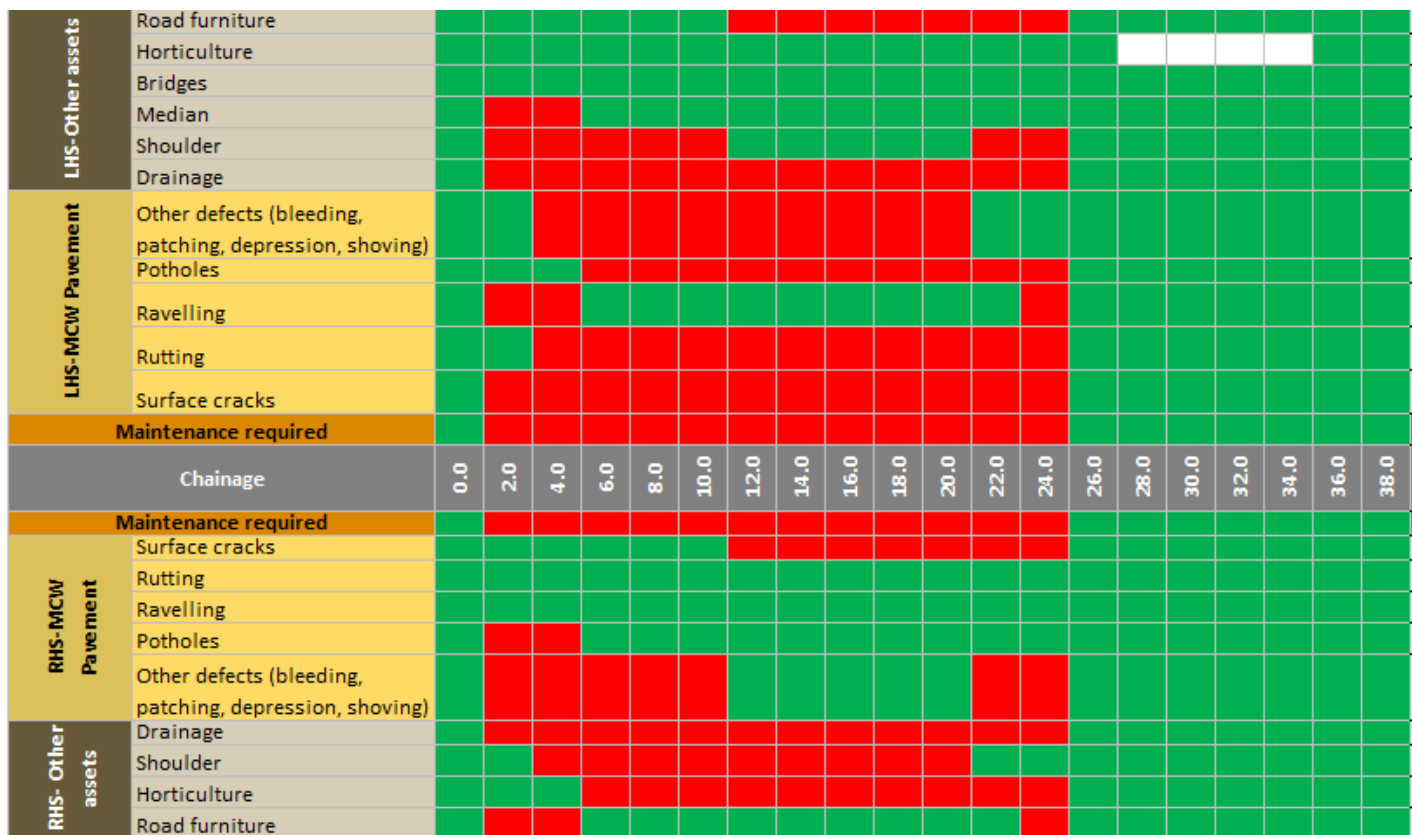 LHS-Other assets
Road furniture
Horticulture
Bridges
Median
Shoulder
Drainage
LHS-MCW Pavement
Other defects (bleeding,
patching, depression, shoving)
Potholes
Ravelling
Rutting
Surface cracks
Maintenance required
Chainage 0.0 2.0 4.0 6.0 8.0 10.0 12.0 14.0 16.0 18.0 20.0 22.0 24.0 26.0 28.0 30.0 32.0 34.0 36.0 38.0
Maintenance required
RHS-MCW
Pavement
Surface cracks
Rutting
Ravelling
Potholes
Other defects (bleeding,
patching, depression, shoving)
RHS- Other
assets
Drainage
Shoulder
Horticulture
Road furniture